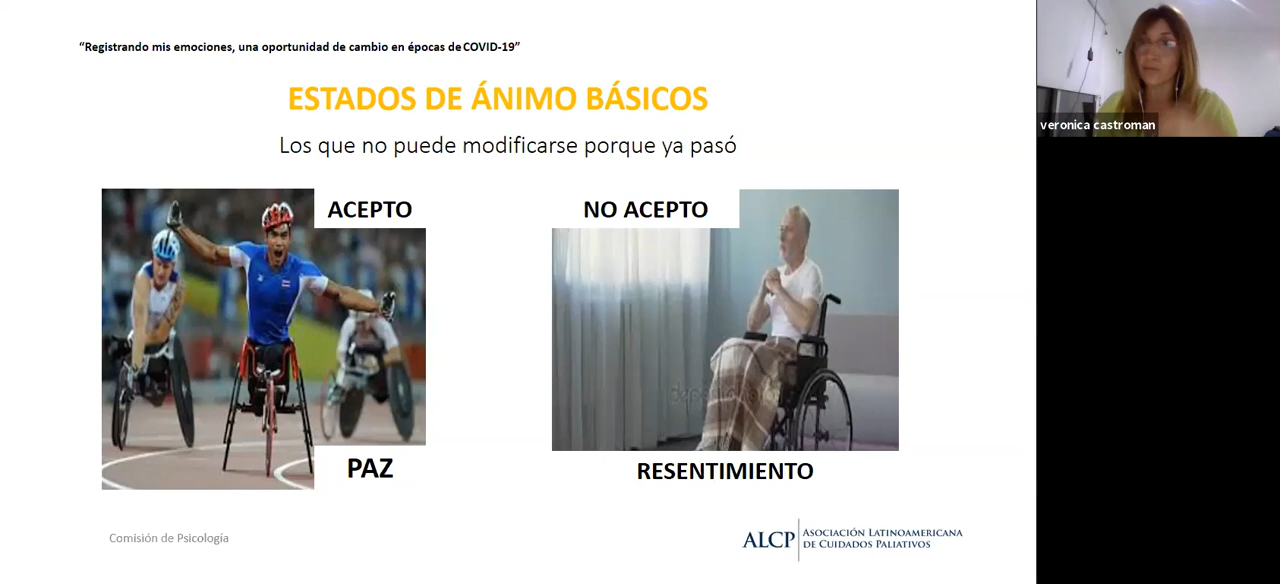 “Registrando mis emociones, una oportunidad de cambio en épocas de COVID-19”
ESTADOS DE ÁNIMO BÁSICOS
Los que no puede modificarse porque ya pasó
ACEPTO
NO ACEPTO
PAZ
RESENTIMIENTO
Comisión de Psicología
ALCP
ASOCIACIÓN LATINOAMERICANA
DE CUIDADOS PALIATIVOS
veronica castroman